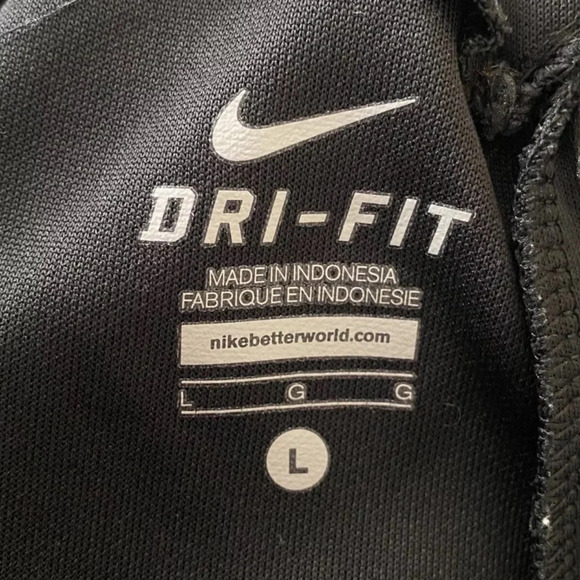 DRI-FIT
MADE IN INDONESIA
FABRIQUE EN INDONESIE
nikebetterworld.com
L G G
L